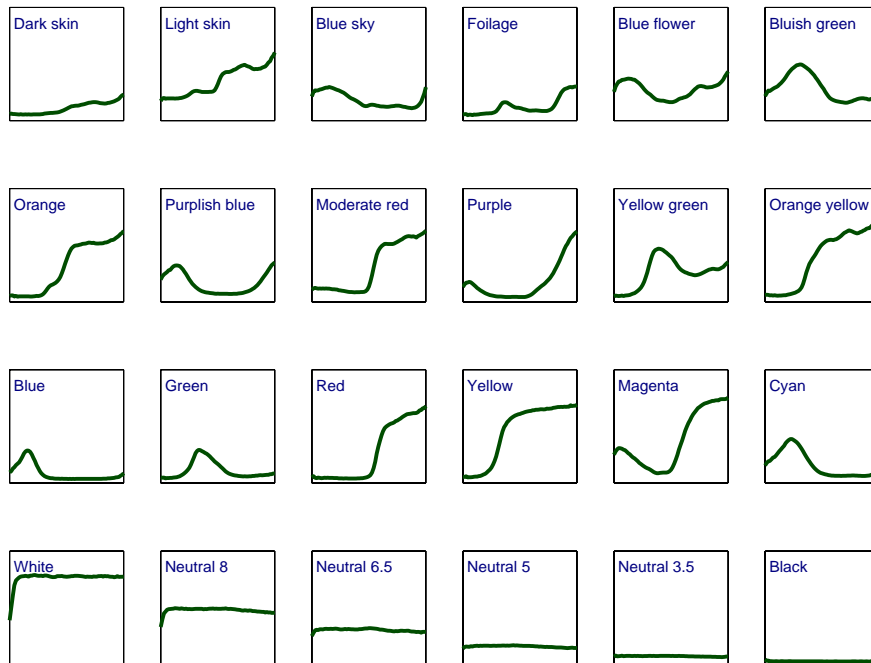 Dark skin
Light skin
Blue sky
Foilage
Blue flower
Bluish green
Orange
Purplish blue
Moderate red
Purple
Yellow green
Orange yellow
Blue
Green
Red
Yellow
Magenta
Cyan
White
Neutral 8
Neutral 6.5
Neutral 5
Neutral 3.5
Black